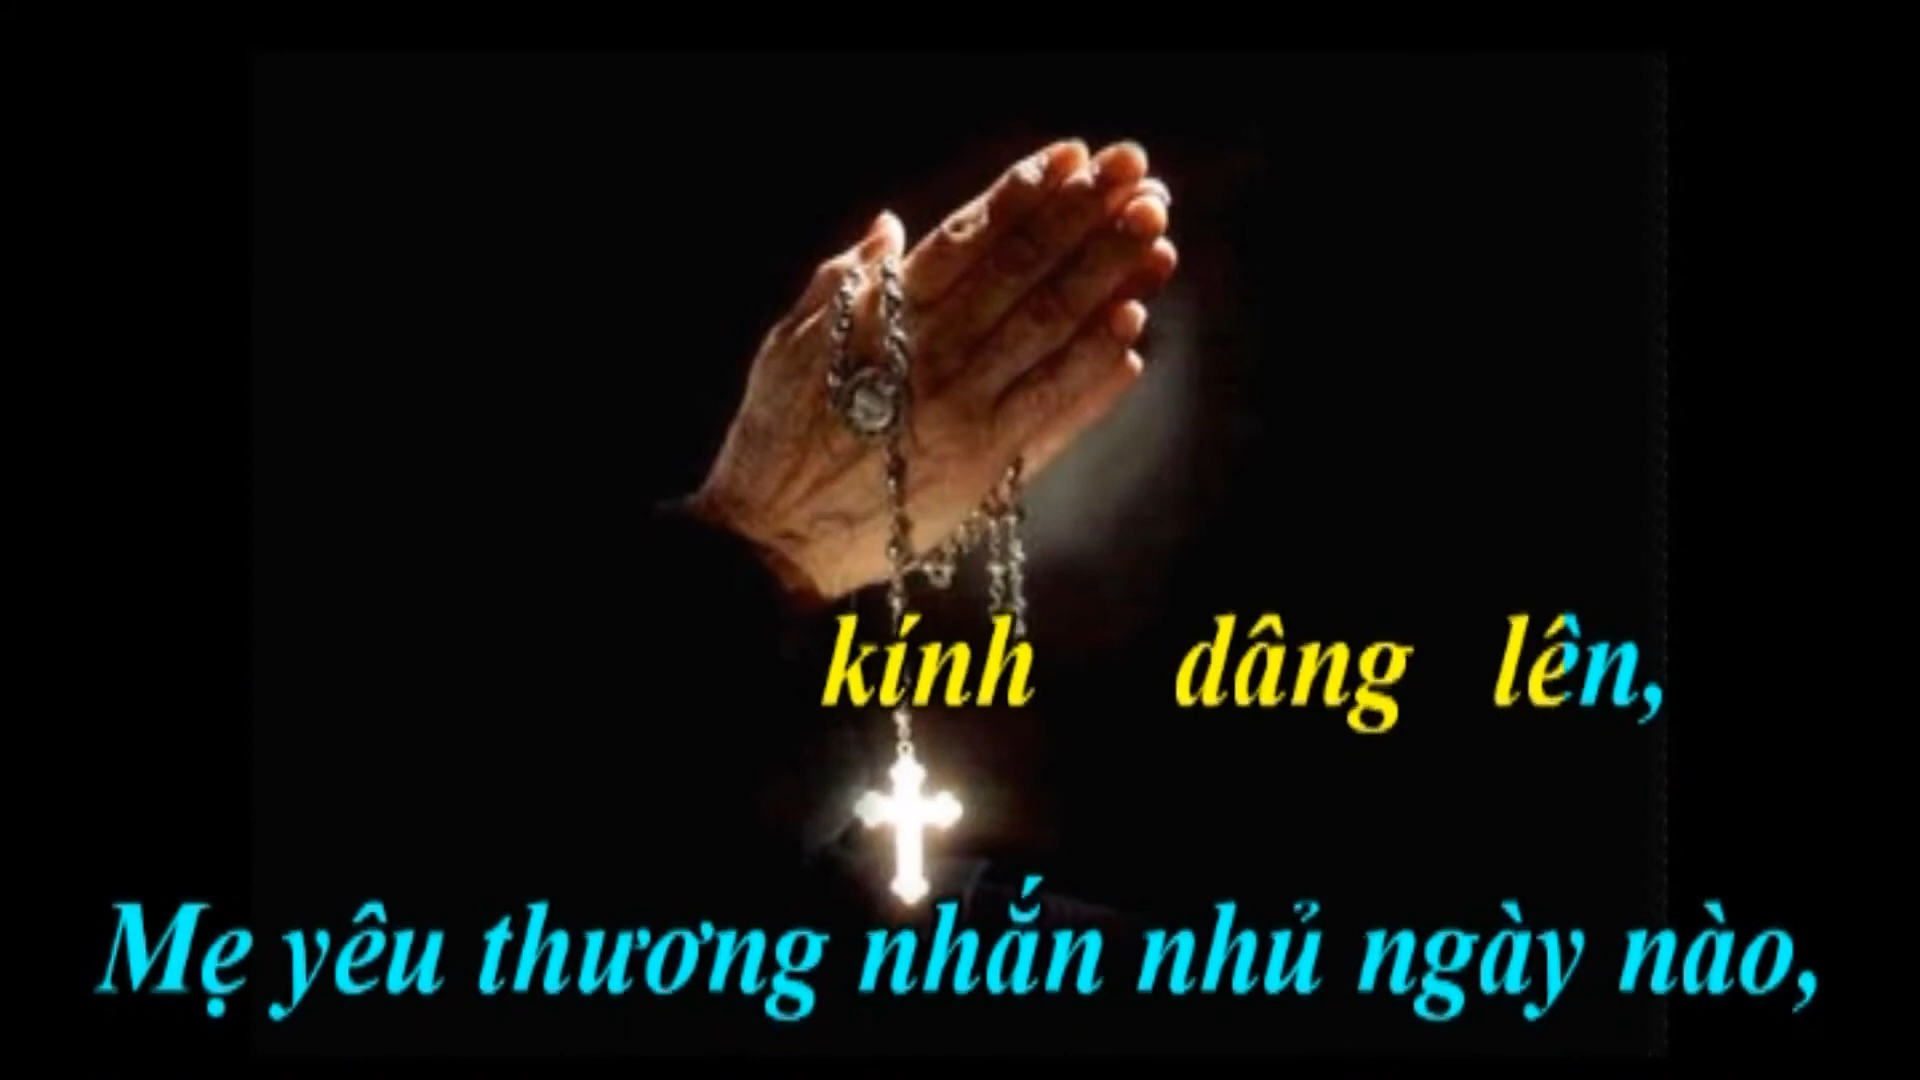 kính dâng lên,
Mẹ yêu thương nhắn nhủ ngày nào,